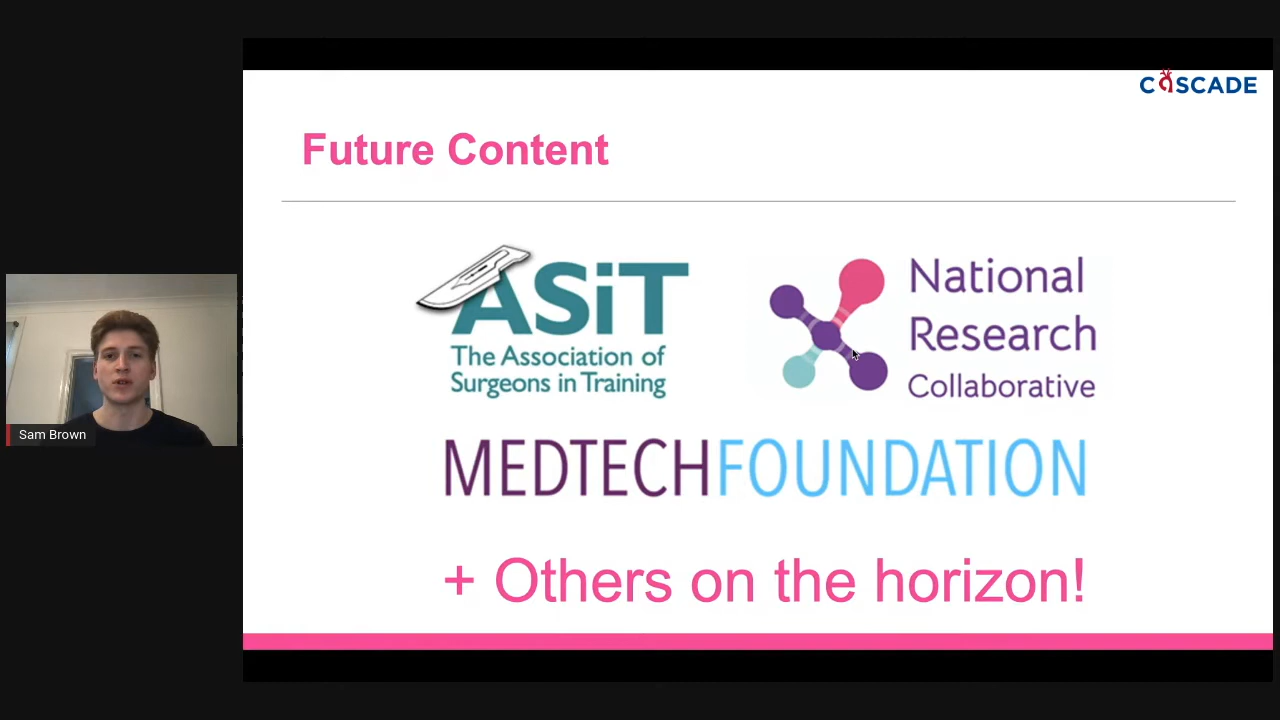 CASCADE
Future Content
ASiT
The Association of
Surgeons in Training
National
Research
Collaborative
MEDTECHFOUNDATION
+ Others on the horizon!
Sam Brown